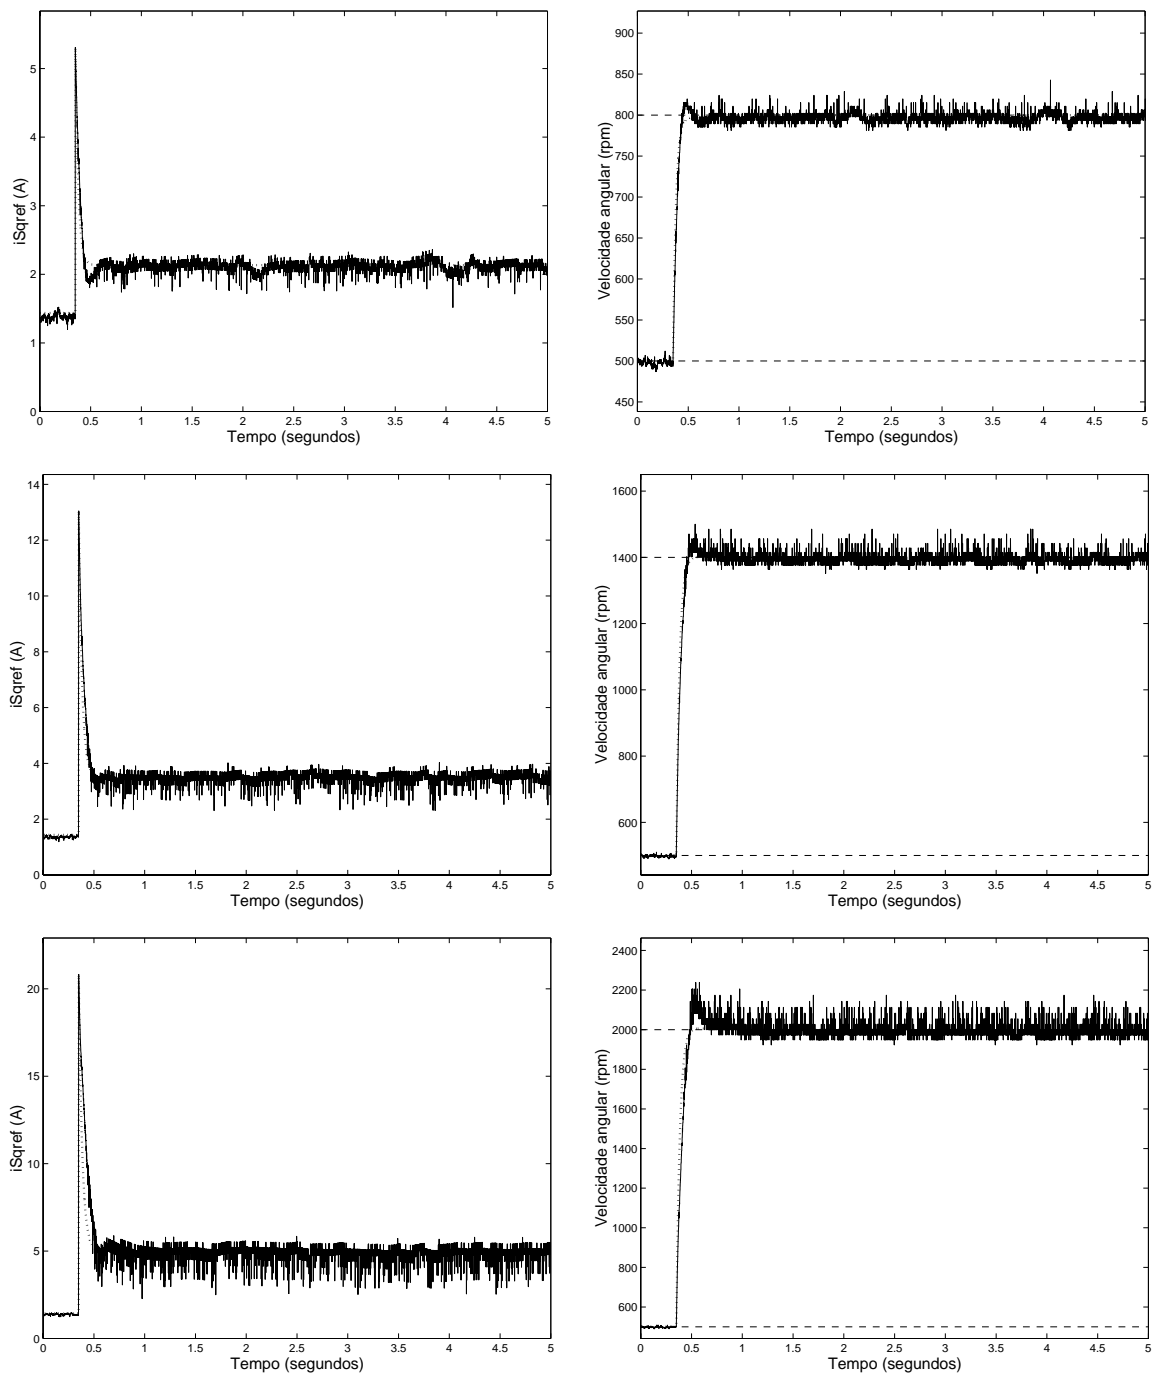 iSqref (A)
5
4
3
2
1
0
0 0.5 1 1.5 2 2.5 3 3.5 4 4.5 5
Tempo (segundos)
Velocidade angular (rpm)
900
850
800
750
700
650
600
550
500
450
0 0.5 1 1.5 2 2.5 3 3.5 4 4.5 5
Tempo (segundos)
iSqref (A)
14
12
10
8
6
4
2
0
0 0.5 1 1.5 2 2.5 3 3.5 4 4.5 5
Tempo (segundos)
Velocidade angular (rpm)
1600
1400
1200
1000
800
600
0 0.5 1 1.5 2 2.5 3 3.5 4 4.5 5
Tempo (segundos)
iSqref (A)
20
15
10
5
0
0 0.5 1 1.5 2 2.5 3 3.5 4 4.5 5
Tempo (segundos)
Velocidade angular (rpm)
2400
2200
2000
1800
1600
1400
1200
1000
800
600
0 0.5 1 1.5 2 2.5 3 3.5 4 4.5 5
Tempo (segundos)